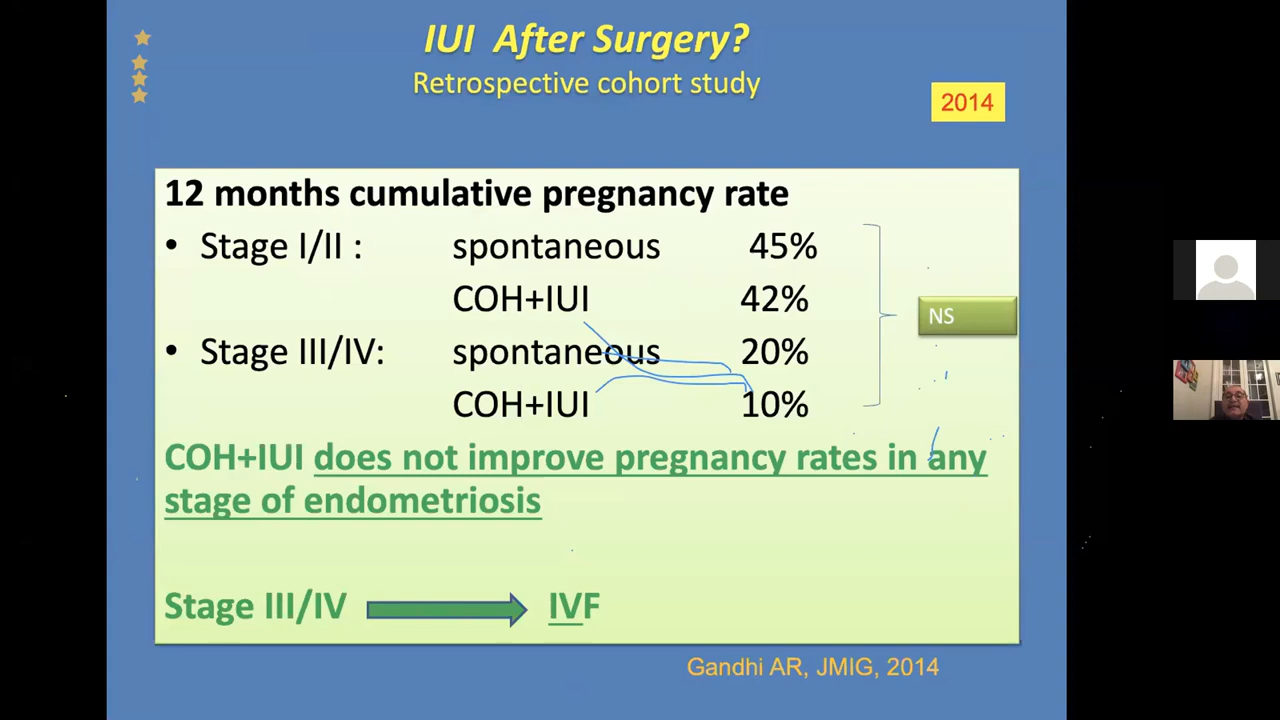 IUI After Surgery?
Retrospective cohort study
2014
12 months cumulative pregnancy rate
• Stage I/II : spontaneous 45%
COH+IUI 42%
• Stage III/IV: spontaneous 20%
COH+IUI 10%
NS
COH+IUI does not improve pregnancy rates in any
stage of endometriosis
Stage III/IV IVF
Gandhi AR, JMIG, 2014